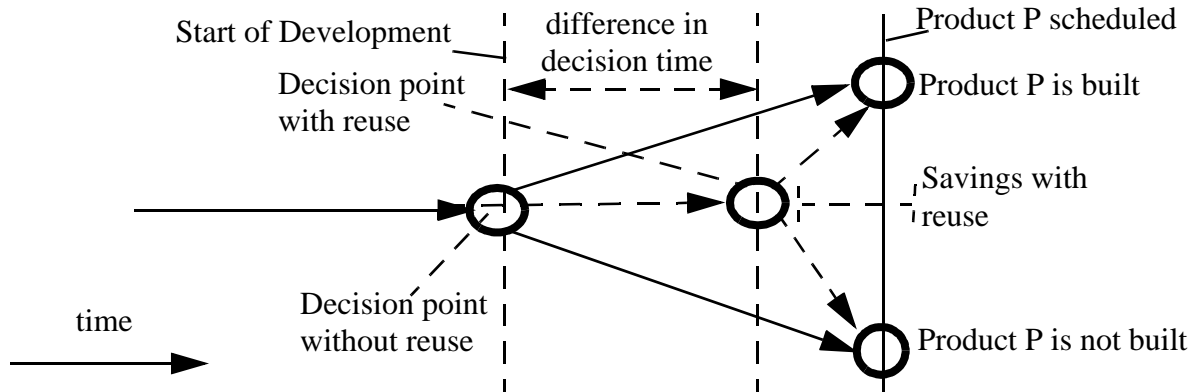 Start of Development
difference in
decision time
Product P scheduled
Decision point
with reuse
Product P is built
Savings with
reuse
Decision point
without reuse
time
Product P is not built